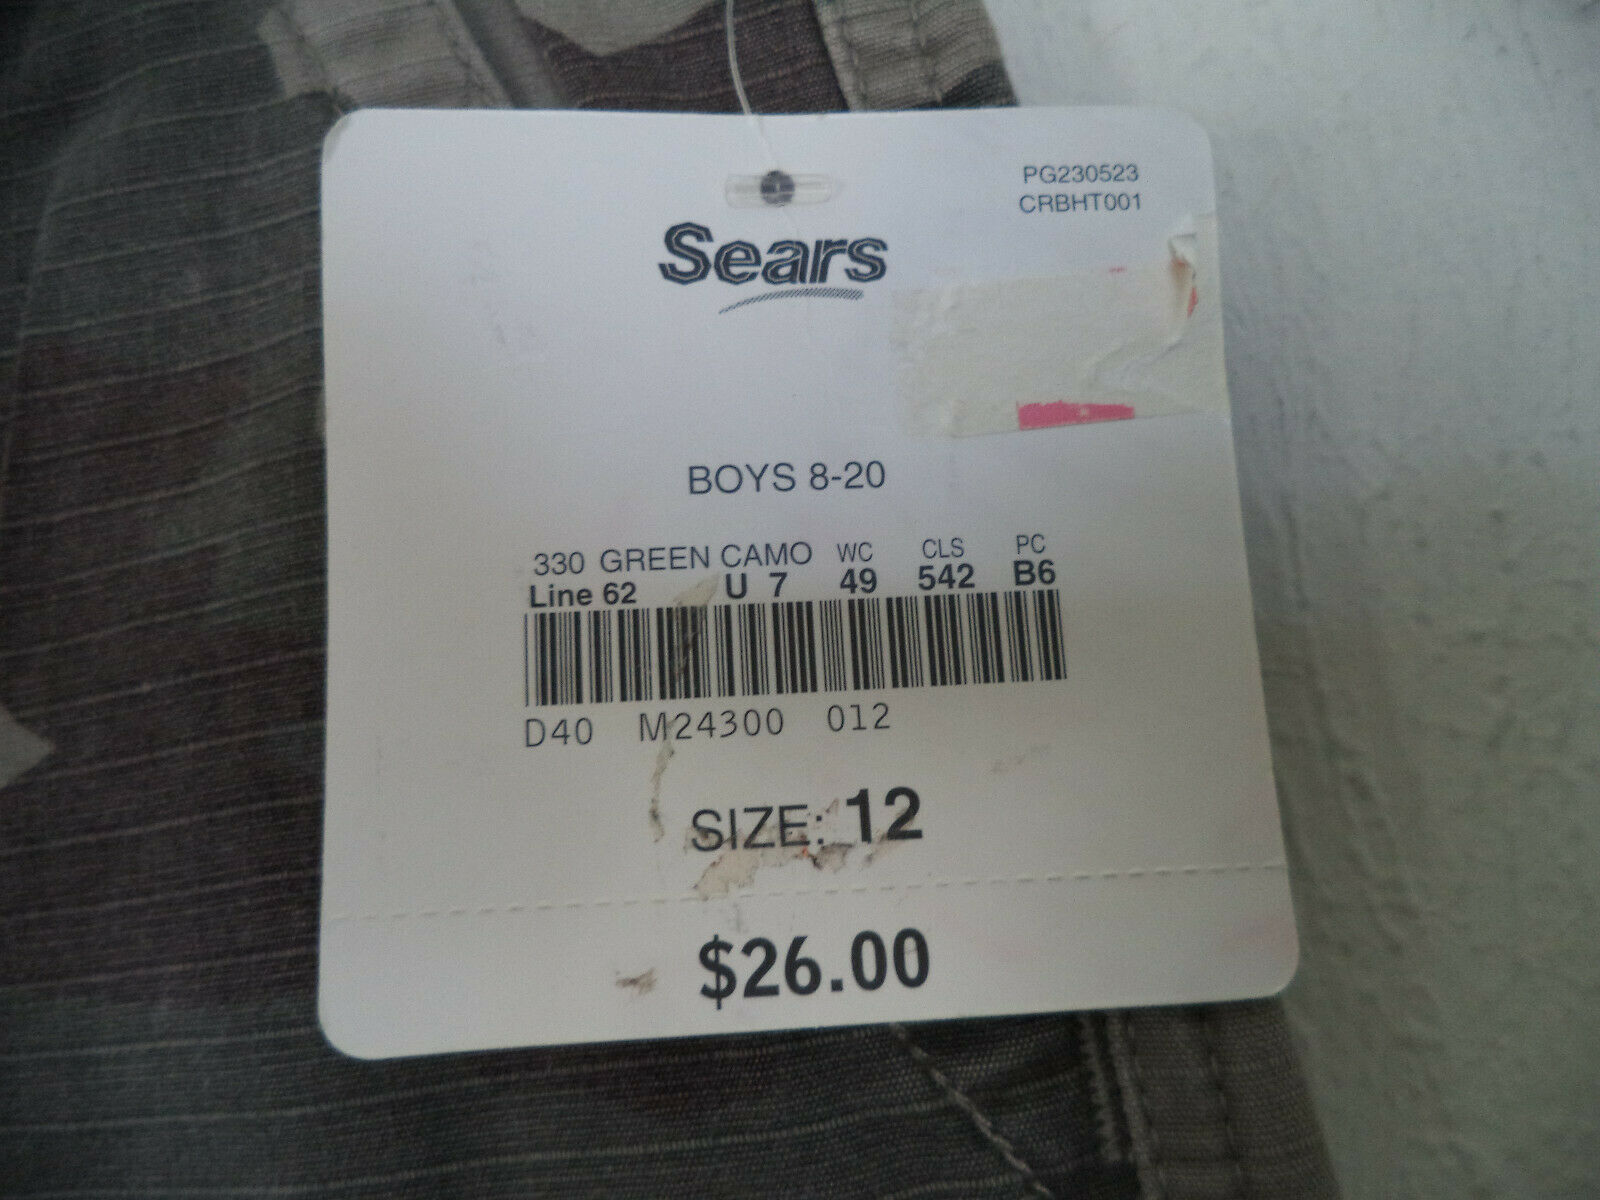 PG230523
CRBHT001
Sears
BOYS 8-20
330 GREEN CAMO WC CLS PC
Line 62 U 7 49 542 B6
D40 M24300 012
SIZE: 12
$26.00